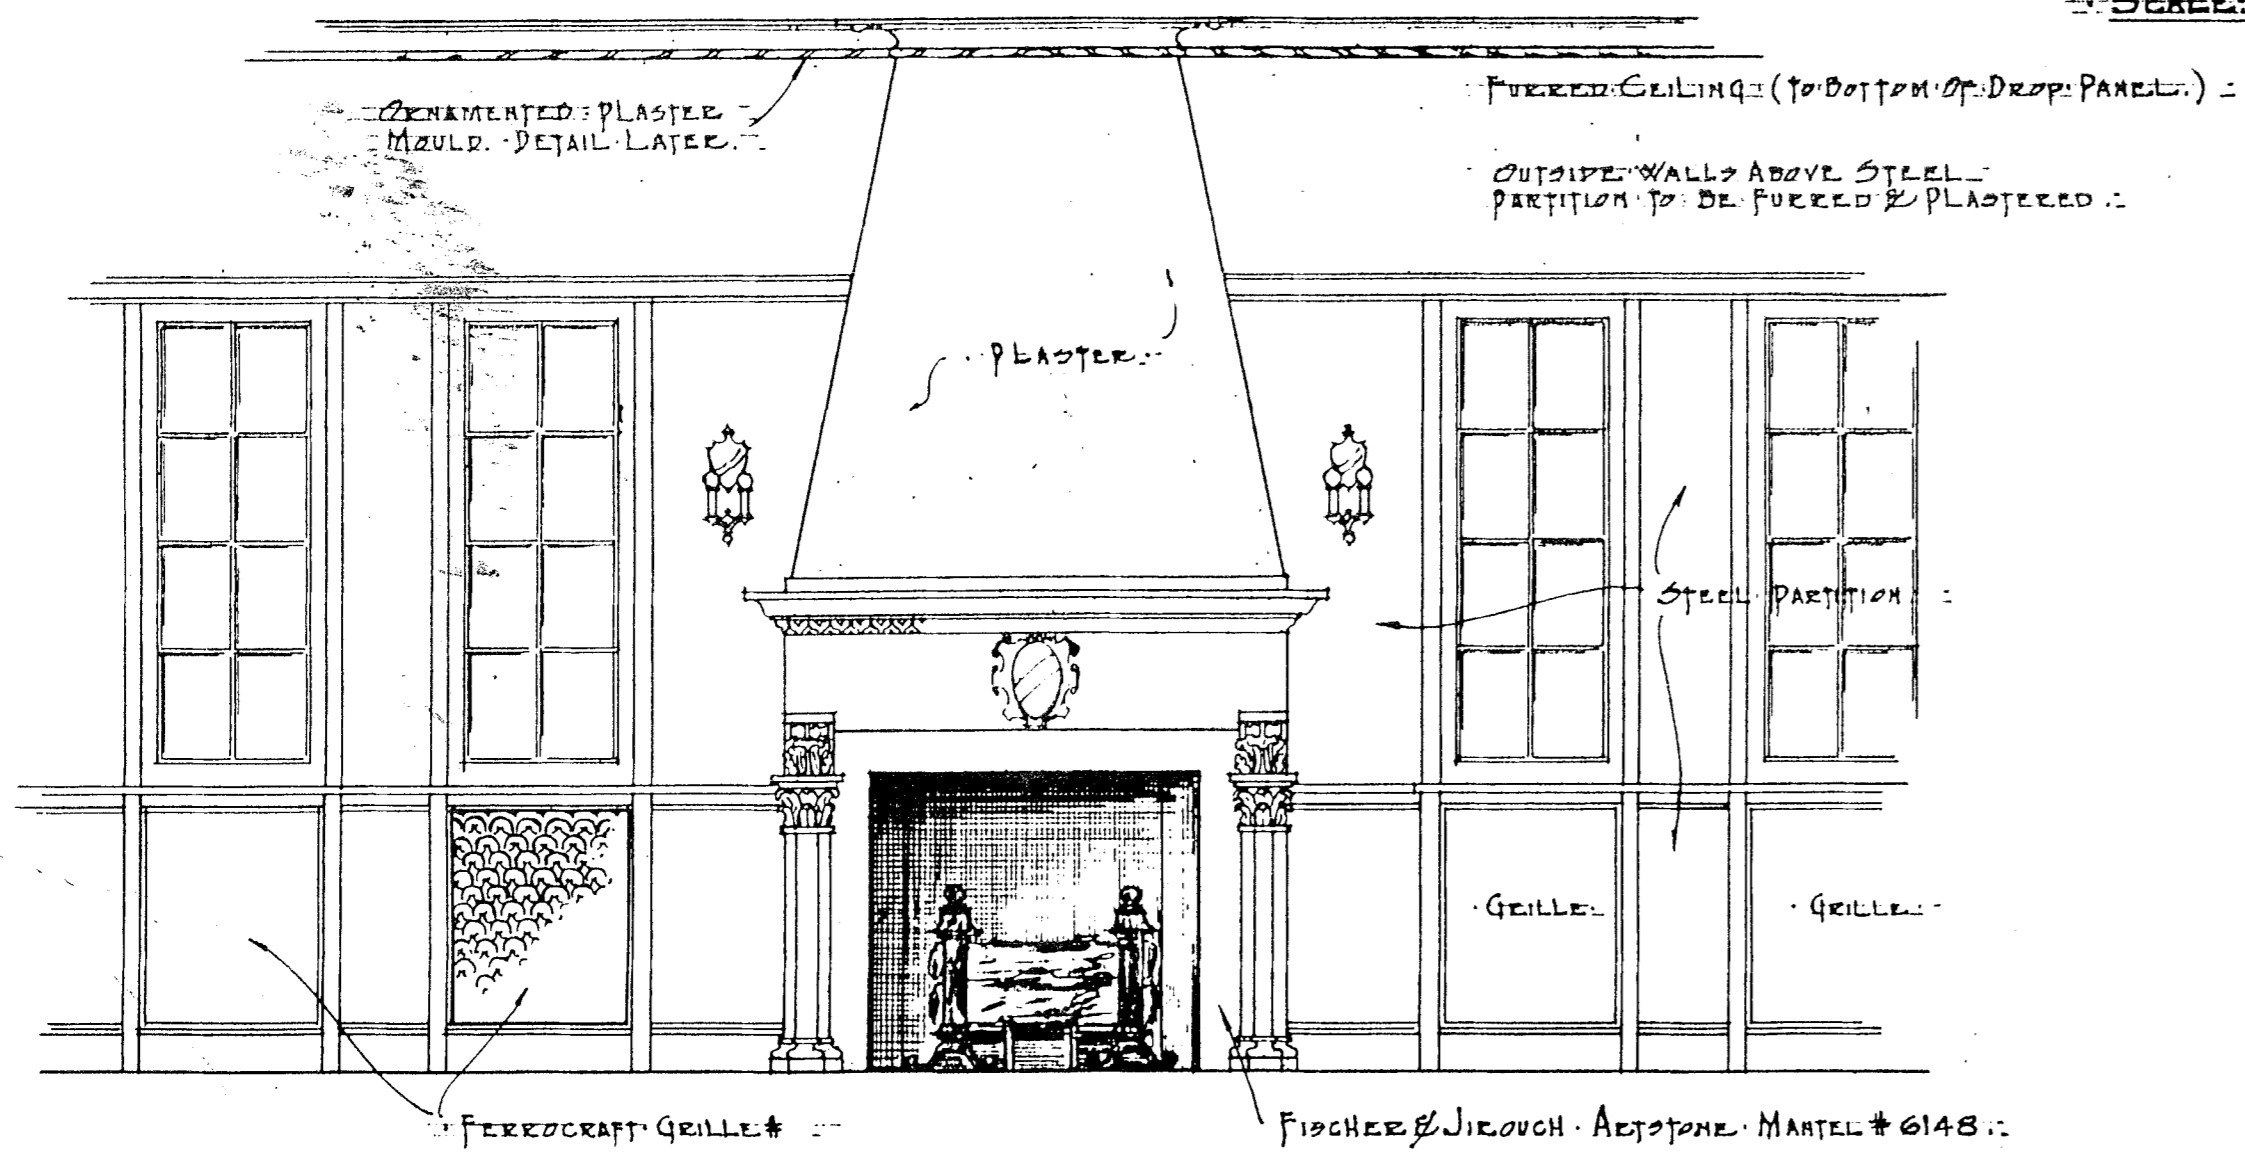 SCALE:
ORNAMENTED PLASTER
MOULD. DETAIL LATER.
FURRED CEILING (TO BOTTOM OF DROP PANEL.)
OUTSIDE WALLS ABOVE STEEL
PARTITION TO BE FURRED & PLASTERED.
PLASTER
STEEL PARTITION
GRILLE
GRILLE
FERROCRAFT GRILLE#
FISCHER & JIROUCH. ARTSTONE. MANTEL # 6148